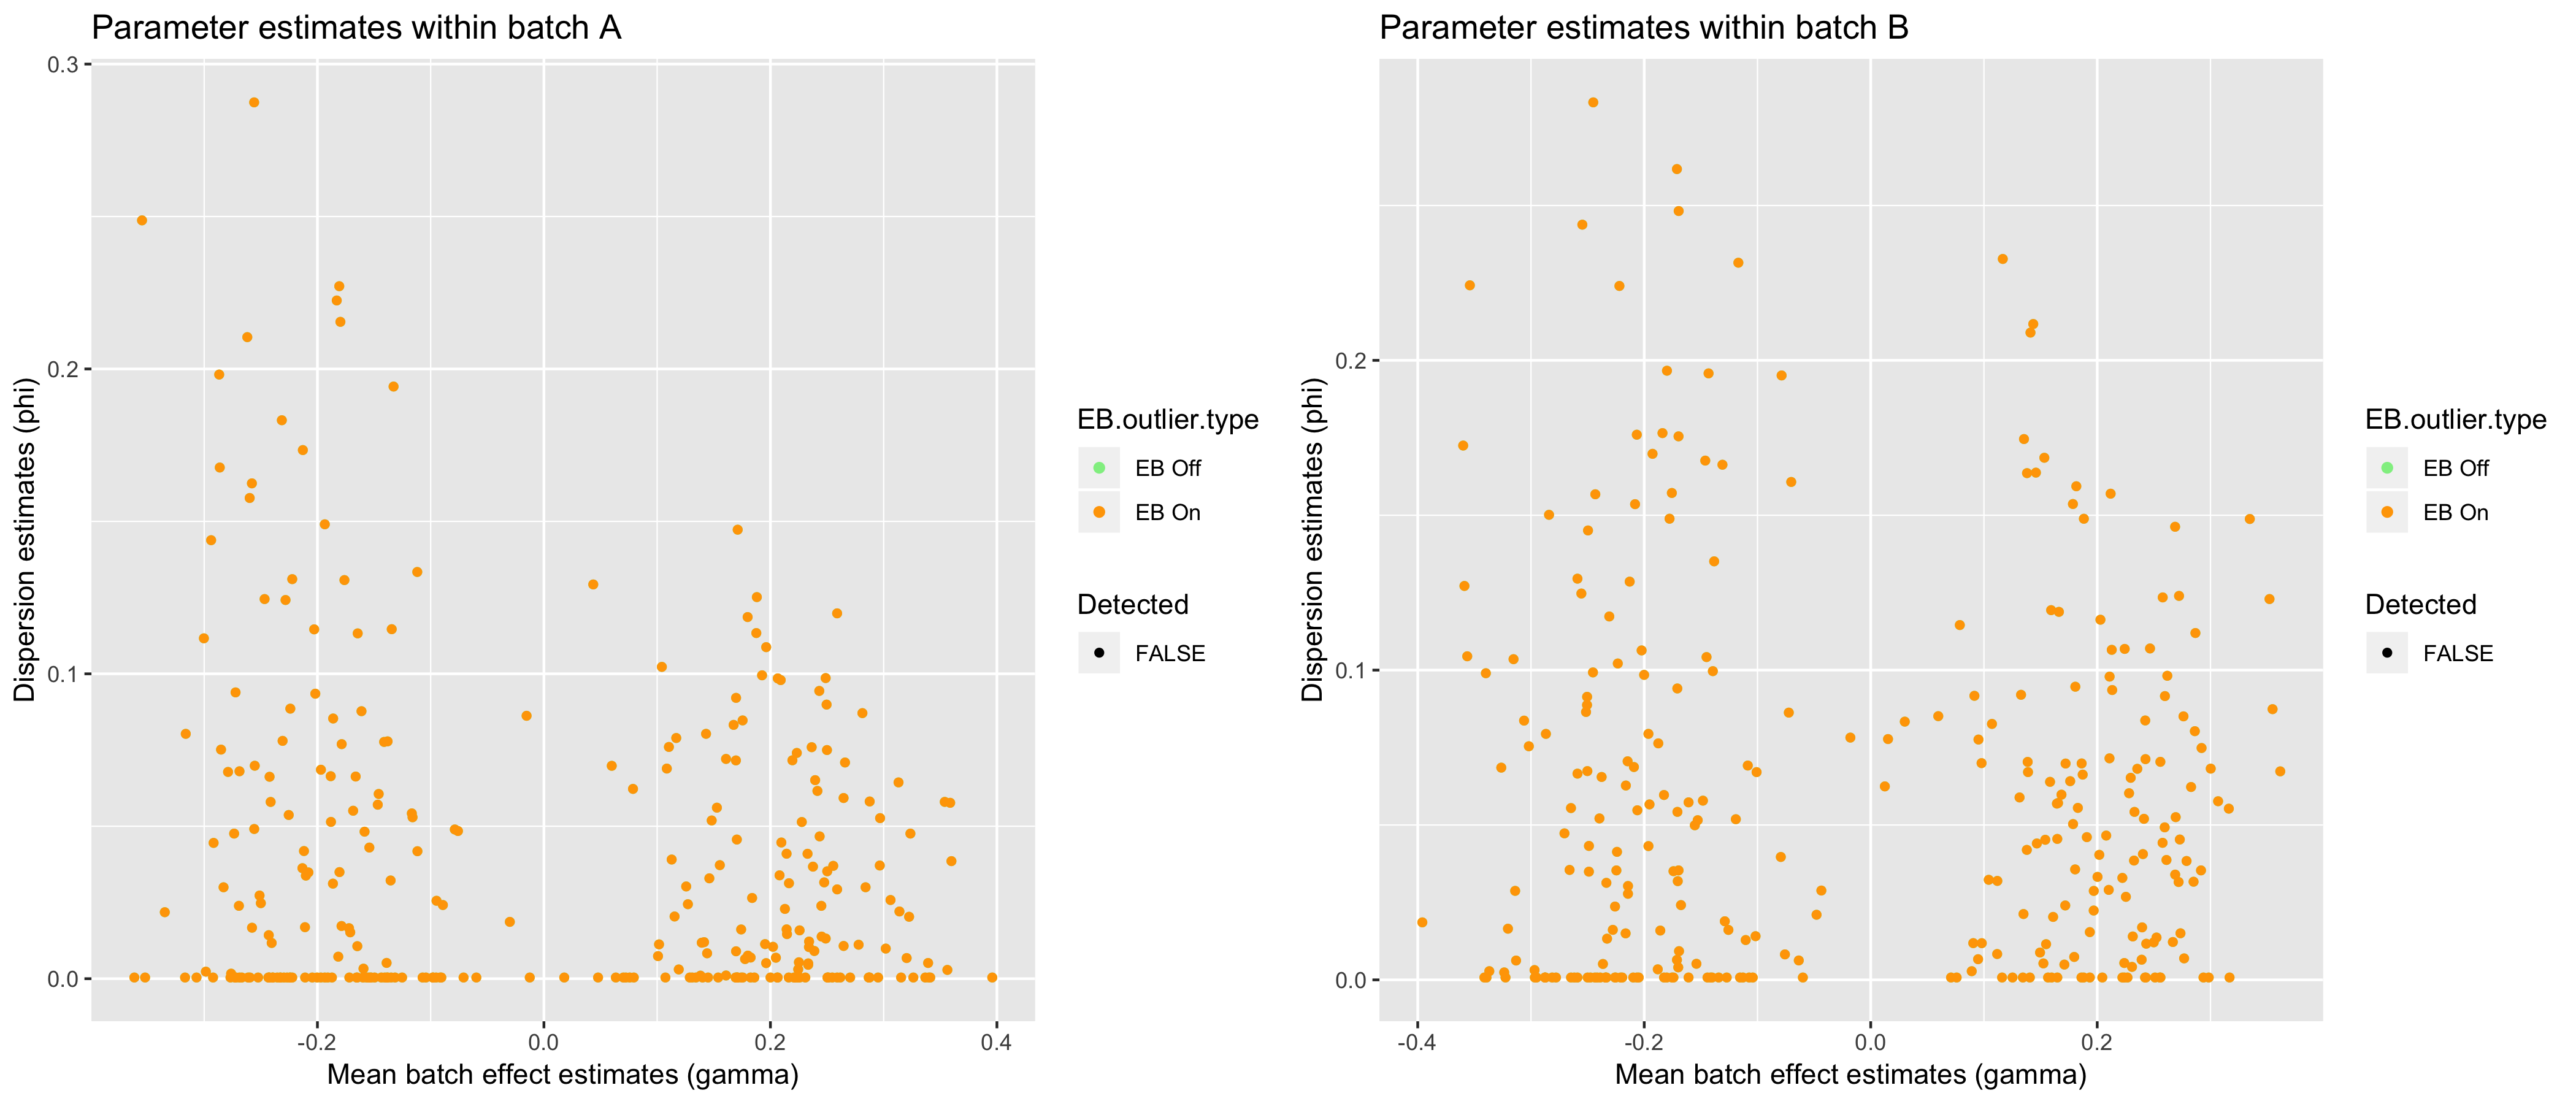 Parameter estimates within batch A
Dispersion estimates (phi)
0.3
0.2
0.1
0.0
-0.2 0.0 0.2 0.4
Mean batch effect estimates (gamma)
EB.outlier.type
EB Off
EB On
Detected
FALSE
Parameter estimates within batch B
Dispersion estimates (phi)
0.2
0.1
0.0
-0.4 -0.2 0.0 0.2
Mean batch effect estimates (gamma)
EB.outlier.type
EB Off
EB On
Detected
FALSE